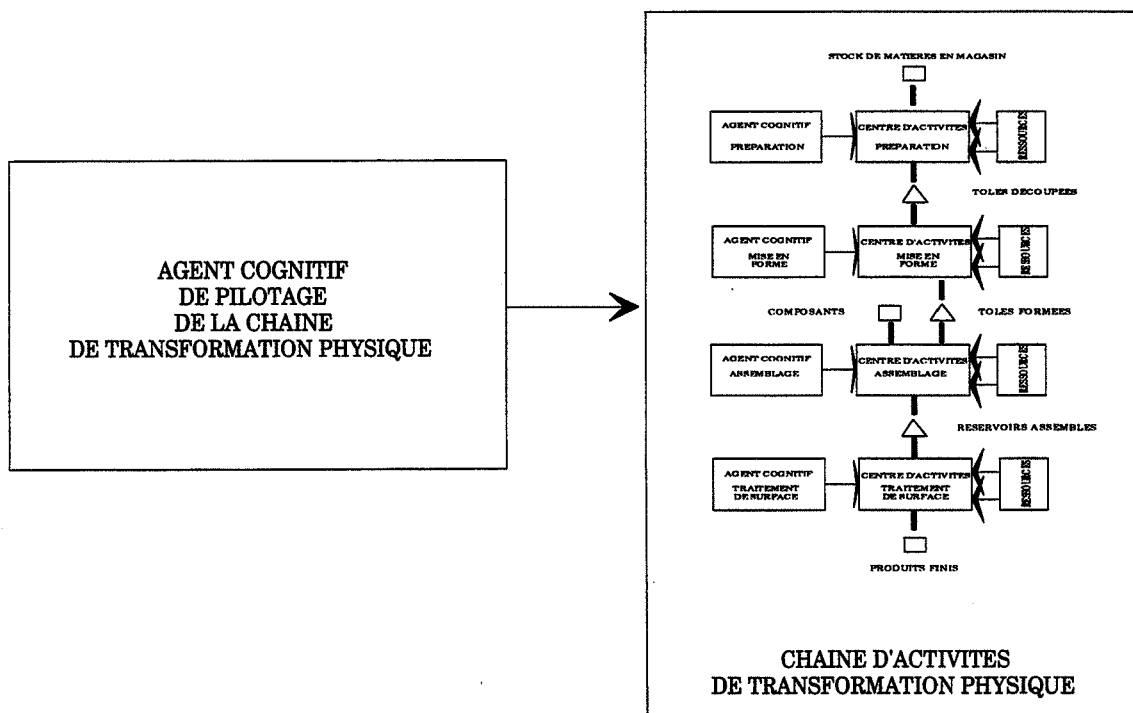 AGENT COGNITIF
DE PILOTAGE
DE LA CHAINE
DE TRANSFORMATION PHYSIQUE
STOCK DE MATIERES EN MAGASIN
AGENT COGNITIF
PREPARATION
CENTRE D'ACTIVITES
PREPARATION
RESSOURCES
TOLES DECOUPEES
AGENT COGNITIF
MISE EN
FORME
CENTRE D'ACTIVITES
MISE EN
FORME
RESSOURCES
COMPOSANTS
TOLES FORMEES
AGENT COGNITIF
ASSEMBLAGE
CENTRE D'ACTIVITES
ASSEMBLAGE
RESSOURCES
RESERVOIRS ASSEMBLES
AGENT COGNITIF
TRAITEMENT
DE SURFACE
CENTRE D'ACTIVITES
TRAITEMENT
DE SURFACE
RESSOURCES
PRODUITS FINIS
CHAINE D'ACTIVITES
DE TRANSFORMATION PHYSIQUE